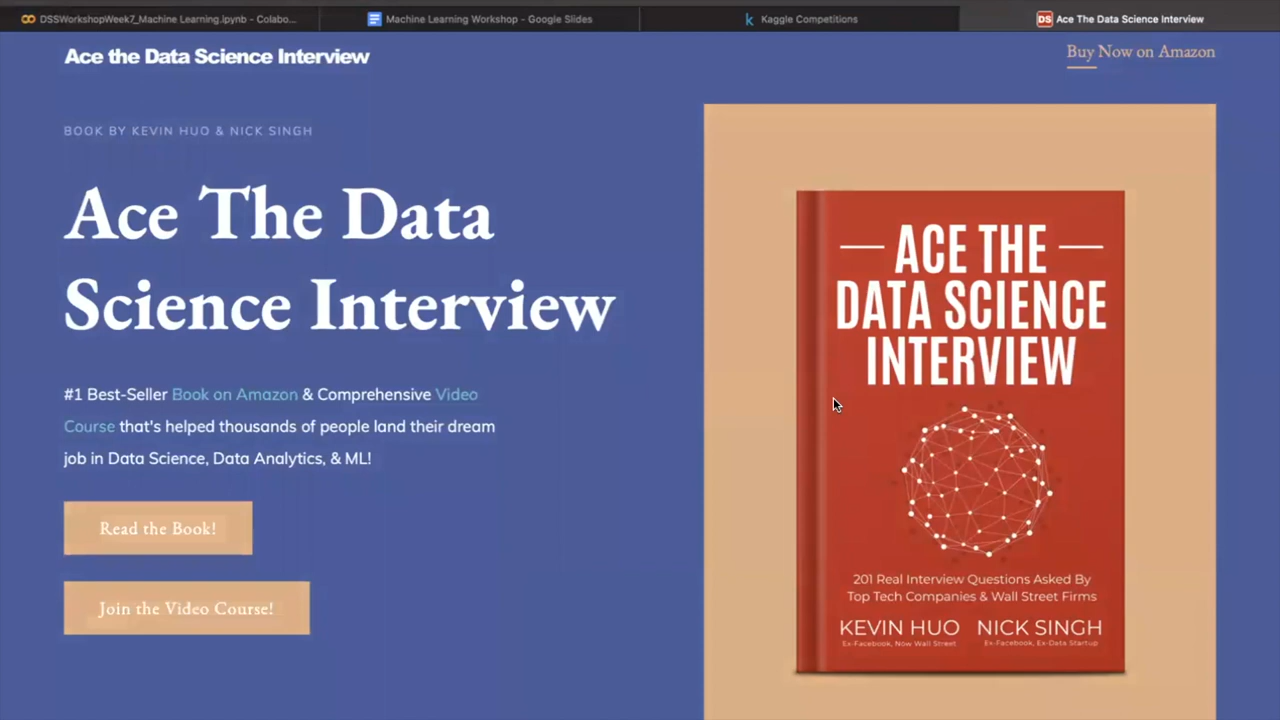 DSSWorkshopWeek7_Machine Learning.ipynb - Colabo...
Machine Learning Workshop - Google Slides
Kaggle Competitions
DS Ace The Data Science Interview
Ace the Data Science Interview
Buy Now on Amazon
BOOK BY KEVIN HUO & NICK SINGH
Ace The Data
Science Interview
#1 Best-Seller Book on Amazon & Comprehensive Video
Course that's helped thousands of people land their dream
job in Data Science, Data Analytics, & ML!
Read the Book!
Join the Video Course!
ACE THE
DATA SCIENCE
INTERVIEW
201 Real Interview Questions Asked By
Top Tech Companies & Wall Street Firms
KEVIN HUO NICK SINGH
Ex-Facebook, Now Wall Street Ex-Facebook, Ex-Data Startup